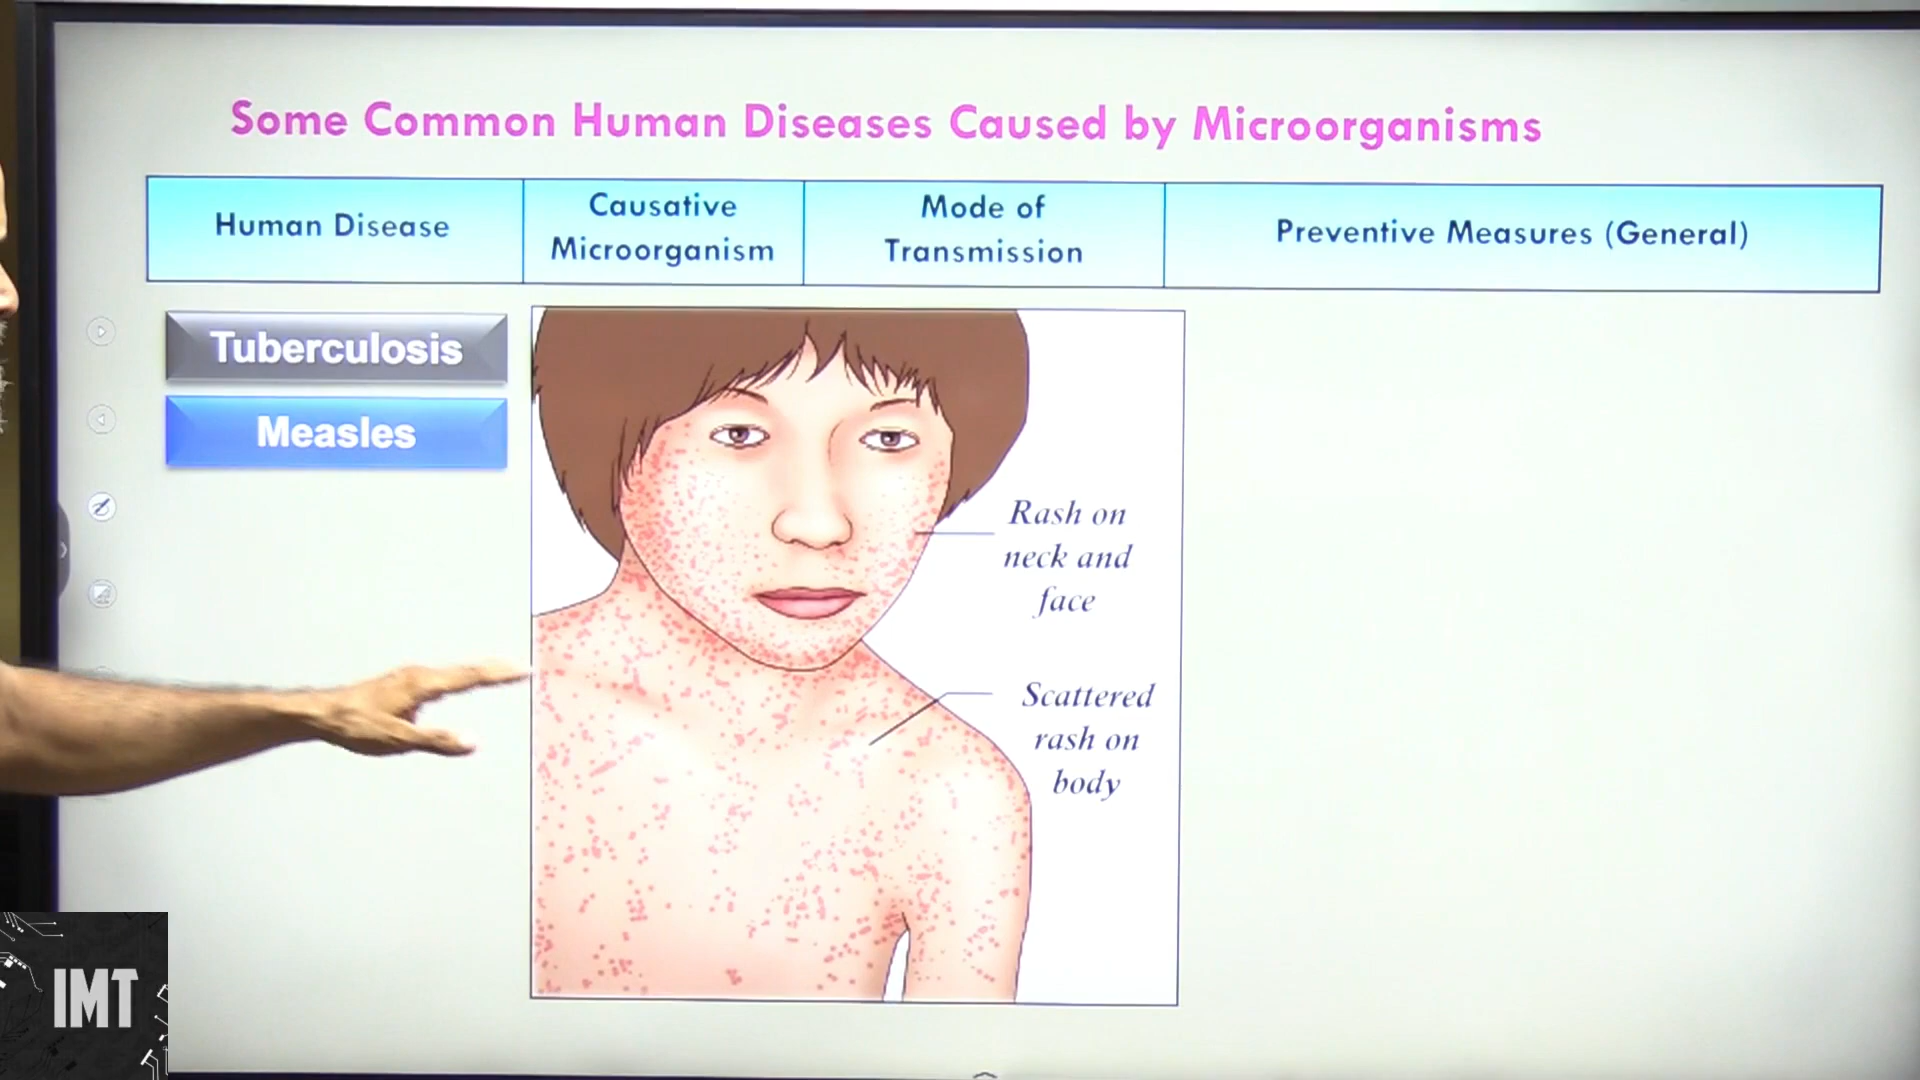 Some Common Human Diseases Caused by Microorganisms
Human Disease
Causative
Microorganism
Mode of
Transmission
Preventive Measures (General)
Tuberculosis
Measles
Rash on
neck and
face
Scattered
rash on
body
IMT